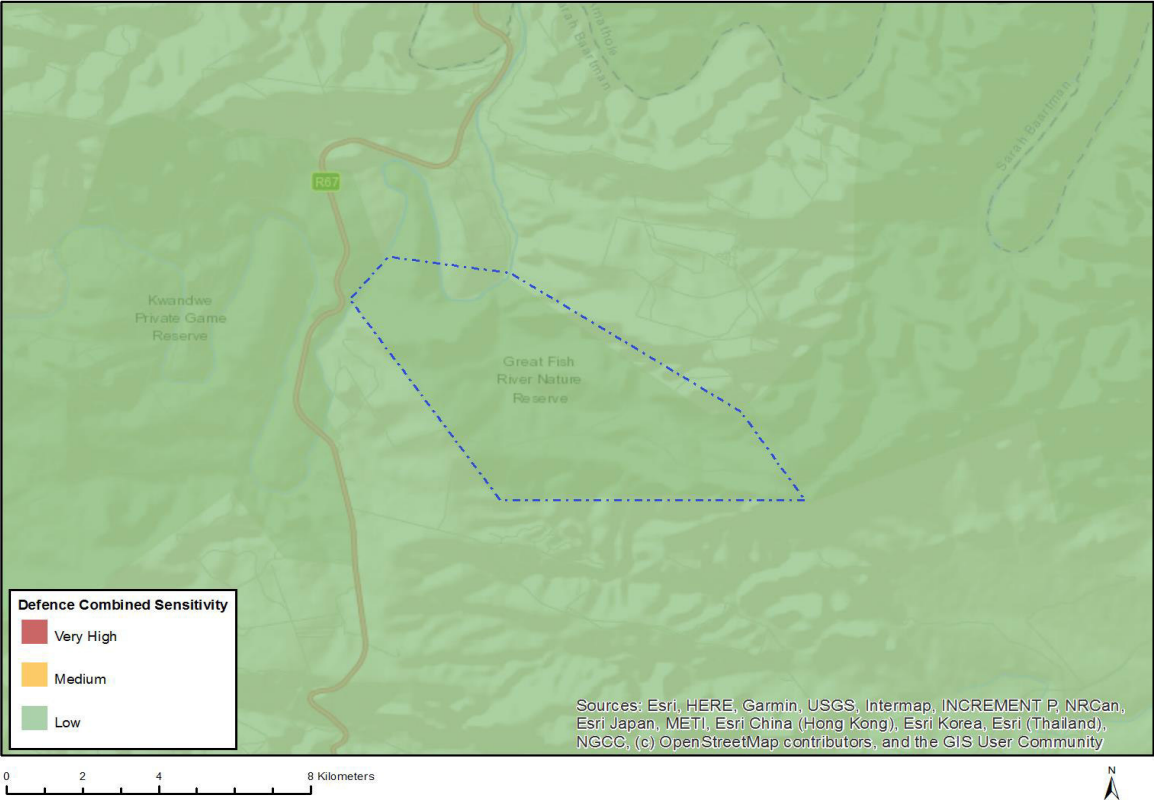 Sarah Baartman
R67
Sarah Baartman
Kwandwe
Private Game
Reserve
Great Fish
River Nature
Reserve
Defence Combined Sensitivity
Very High
Medium
Low
Sources: Esri, HERE, Garmin, USGS, Intermap, INCREMENT P, NRCan,
Esri Japan, METI, Esri China (Hong Kong), Esri Korea, Esri (Thailand),
NGCC, (c) OpenStreetMap contributors, and the GIS User Community
0 2 4 8 Kilometers
N